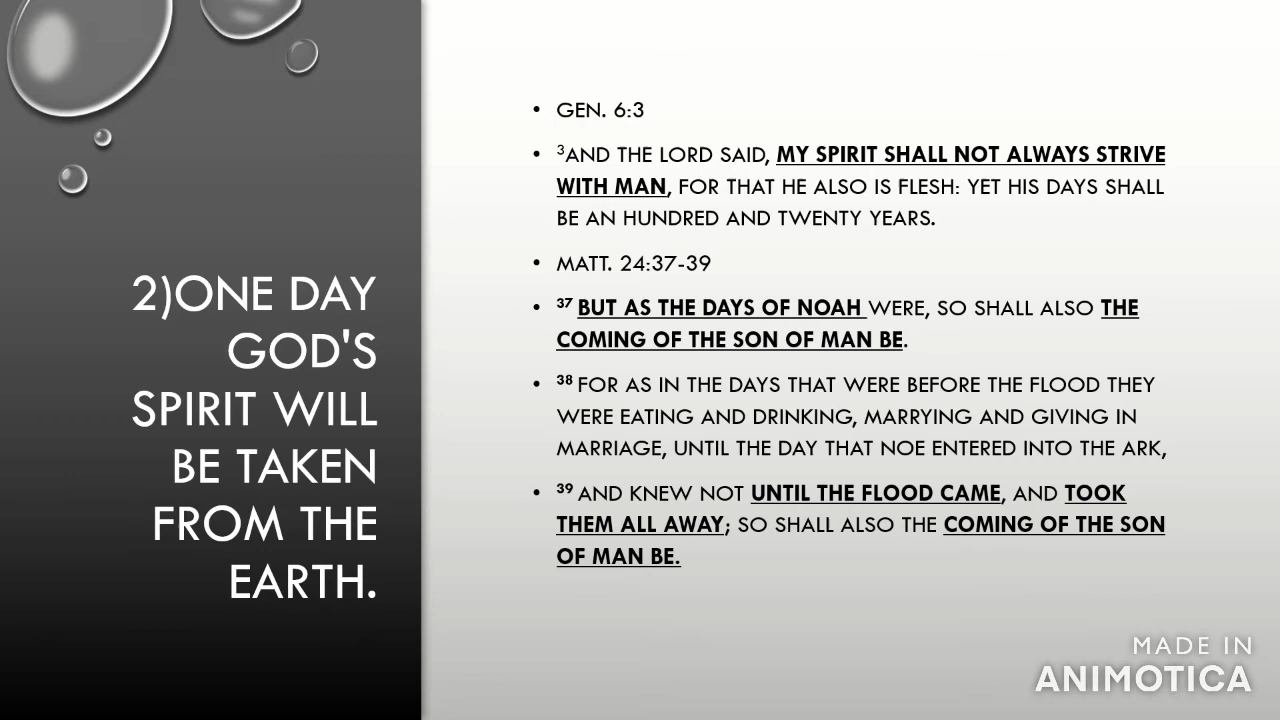 2)ONE DAY
GOD'S
SPIRIT WILL
BE TAKEN
FROM THE
EARTH.
• GEN. 6:3
• 3AND THE LORD SAID, MY SPIRIT SHALL NOT ALWAYS STRIVE
WITH MAN, FOR THAT HE ALSO IS FLESH: YET HIS DAYS SHALL
BE AN HUNDRED AND TWENTY YEARS.
• MATT. 24:37-39
• 37 BUT AS THE DAYS OF NOAH WERE, SO SHALL ALSO THE
COMING OF THE SON OF MAN BE.
• 38 FOR AS IN THE DAYS THAT WERE BEFORE THE FLOOD THEY
WERE EATING AND DRINKING, MARRYING AND GIVING IN
MARRIAGE, UNTIL THE DAY THAT NOE ENTERED INTO THE ARK,
• 39 AND KNEW NOT UNTIL THE FLOOD CAME, AND TOOK
THEM ALL AWAY; SO SHALL ALSO THE COMING OF THE SON
OF MAN BE.
MADE IN
ANIMOTICA